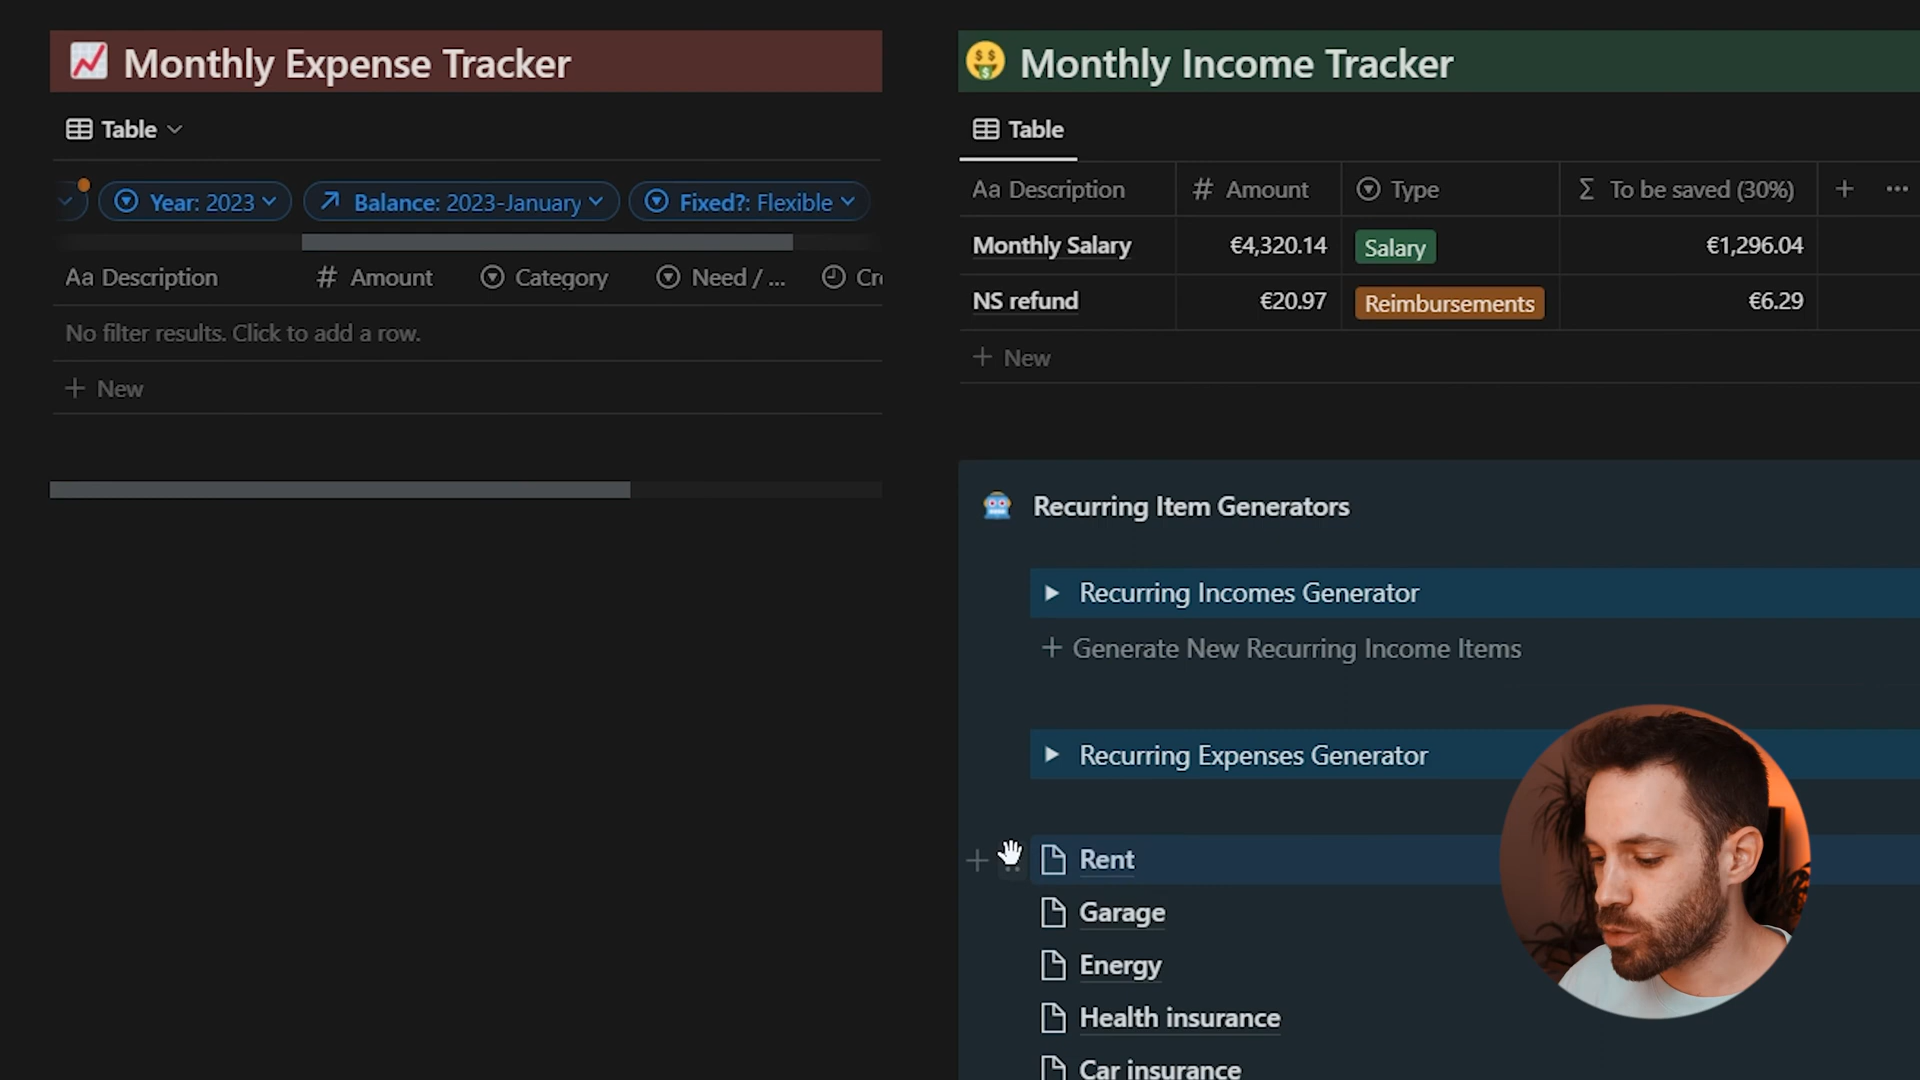 Monthly Expense Tracker
Table
Year: 2023
Balance: 2023-January
Fixed?: Flexible
Aa Description
# Amount
Category
Need / ...
No filter results. Click to add a row.
+ New
Monthly Income Tracker
Table
Aa Description
# Amount
Type
Σ To be saved (30%)
+ ...
Monthly Salary
€4,320.14
Salary
€1,296.04
NS refund
€20.97
Reimbursements
€6.29
+ New
Recurring Item Generators
Recurring Incomes Generator
+ Generate New Recurring Income Items
Recurring Expenses Generator
Rent
Garage
Energy
Health insurance
Car insurance